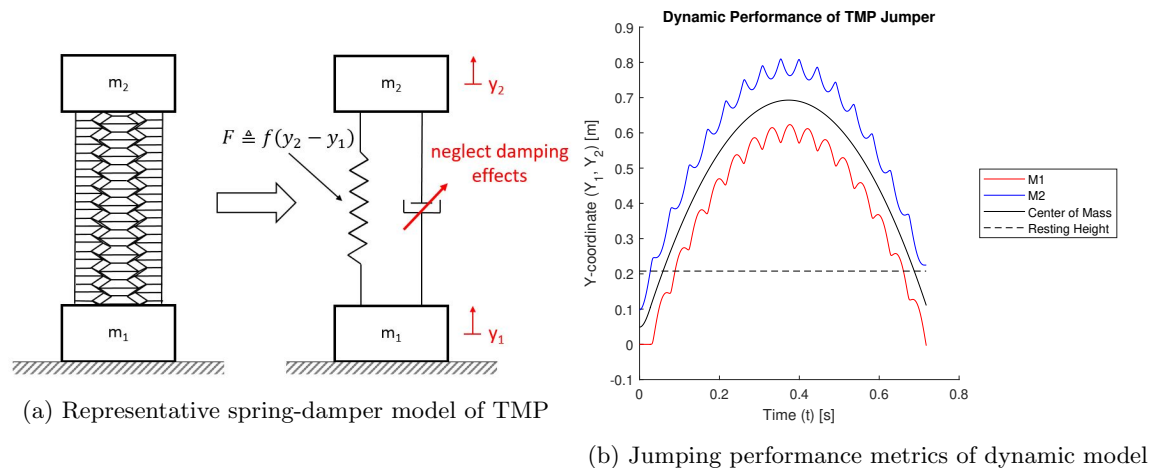 m₂
m₁
F ≜ f(y₂ − y₁)
m₂
y₂
neglect damping
effects
m₁
y₁
(a) Representative spring-damper model of TMP
Dynamic Performance of TMP Jumper
Y-coordinate (Y₁, Y₂) [m]
0.9
0.8
0.7
0.6
0.5
0.4
0.3
0.2
0.1
0
-0.1
0
0.2
0.4
0.6
0.8
Time (t) [s]
M1
M2
Center of Mass
Resting Height
(b) Jumping performance metrics of dynamic model